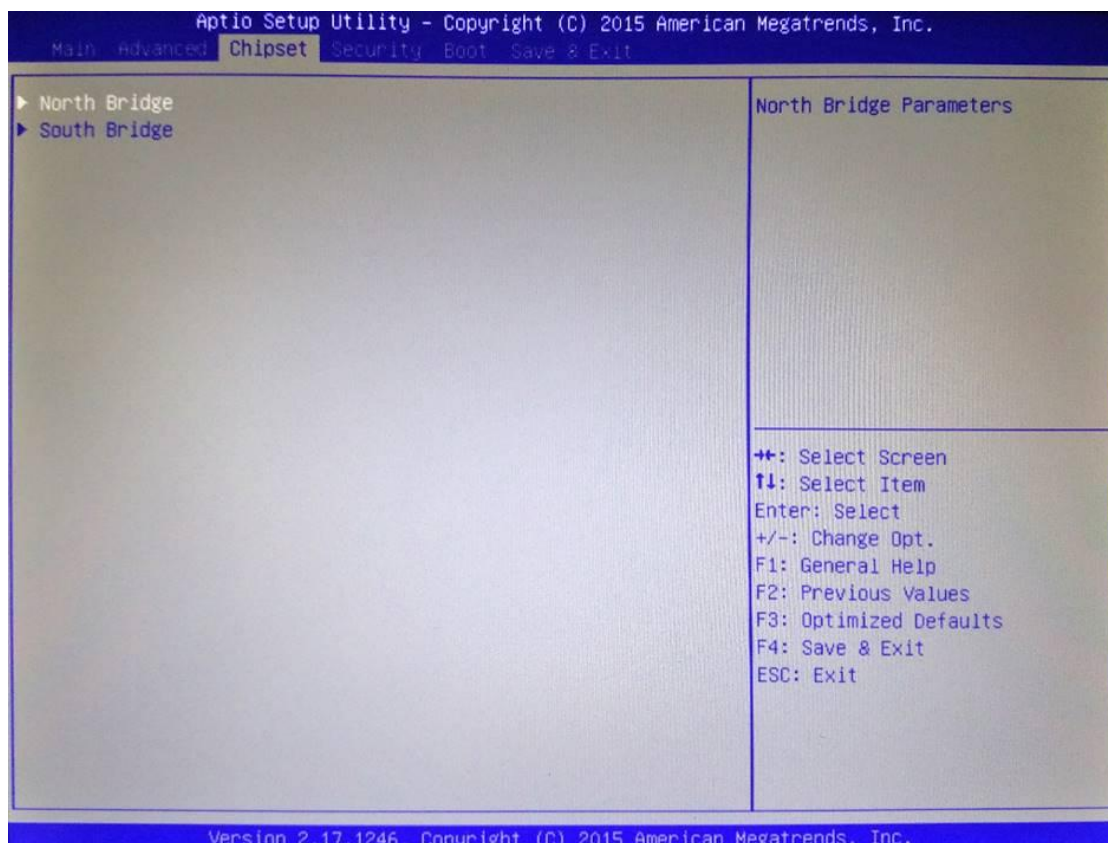 Aptio Setup Utility - Copyright (C) 2015 American Megatrends, Inc.
Main Advanced Chipset Security Boot Save & Exit
▶ North Bridge
▶ South Bridge
North Bridge Parameters
→←: Select Screen
↑↓: Select Item
Enter: Select
+/-: Change Opt.
F1: General Help
F2: Previous Values
F3: Optimized Defaults
F4: Save & Exit
ESC: Exit
Version 2.17.1246. Copyright (C) 2015 American Megatrends, Inc.